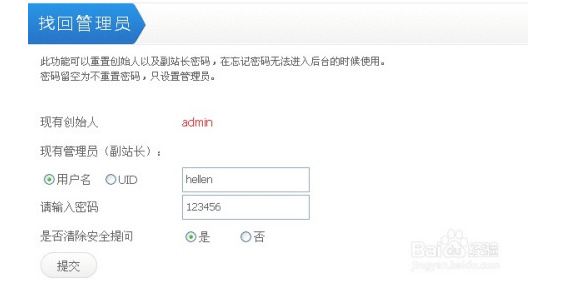 找回管理员
此功能可以重置创始人以及副站长密码，在忘记密码无法进入后台的时候使用。
密码留空为不重置密码，只设置管理员。
现有创始人 admin
现有管理员（副站长）：
用户名 UID hellen
请输入密码 123456
是否清除安全提问 是 否
提交
Bai 经验
jingyan.baidu.com